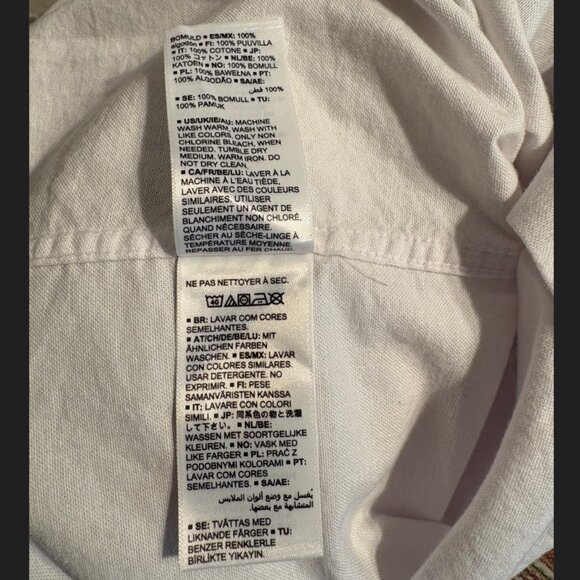 BOMULD ■ ES/MX: 100%
algodón ■ FI: 100% PUUVILLA
■ IT: 100% COTONE ■ JP:
100% コットン ■ NL/BE: 100%
KATOEN ■ NO: 100% BOMULL
■ PL: 100% BAWEŁNA ■ PT:
100% ALGODÃO ■ SA/AE:
100% قطن
■ SE: 100% BOMULL ■ TU:
100% PAMUK
■ US/UK/IE/AU: MACHINE
WASH WARM, WASH WITH
LIKE COLORS, ONLY NON
CHLORINE BLEACH, WHEN
NEEDED. TUMBLE DRY
MEDIUM. WARM IRON. DO
NOT DRY CLEAN.
■ CA/FR/BE/LU: LAVER À LA
MACHINE À L'EAU TIÈDE,
LAVER AVEC DES COULEURS
SIMILAIRES, UTILISER
SEULEMENT UN AGENT DE
BLANCHIMENT NON CHLORÉ,
QUAND NÉCESSAIRE.
SÉCHER AU SÈCHE-LINGE À
TEMPÉRATURE MOYENNE.
REPASSER AU FER CHAUD.
NE PAS NETTOYER À SEC.
40
■ BR: LAVAR COM CORES
SEMELHANTES.
■ AT/CH/DE/BE/LU: MIT
ÄHNLICHEN FARBEN
WASCHEN. ■ ES/MX: LAVAR
CON COLORES SIMILARES.
USAR DETERGENTE. NO
EXPRIMIR. ■ FI: PESE
SAMANVÄRISTEN KANSSA
■ IT: LAVARE CON COLORI
SIMILI. ■ JP: 同系色の物と洗濯
して下さい。 ■ NL/BE:
WASSEN MET SOORTGELIJKE
KLEUREN. ■ NO: VASK MED
LIKE FARGER ■ PL: PRAĆ Z
PODOBNYMI KOLORAMI ■ PT:
LAVAR COM CORES
SEMELHANTES. ■ SA/AE:
يُغسل مع وضع ألوان الملابس
المتشابهة مع بعضها.
■ SE: TVÄTTAS MED
LIKNANDE FÄRGER ■ TU:
BENZER RENKLERLE
BİRLİKTE YIKAYIN.